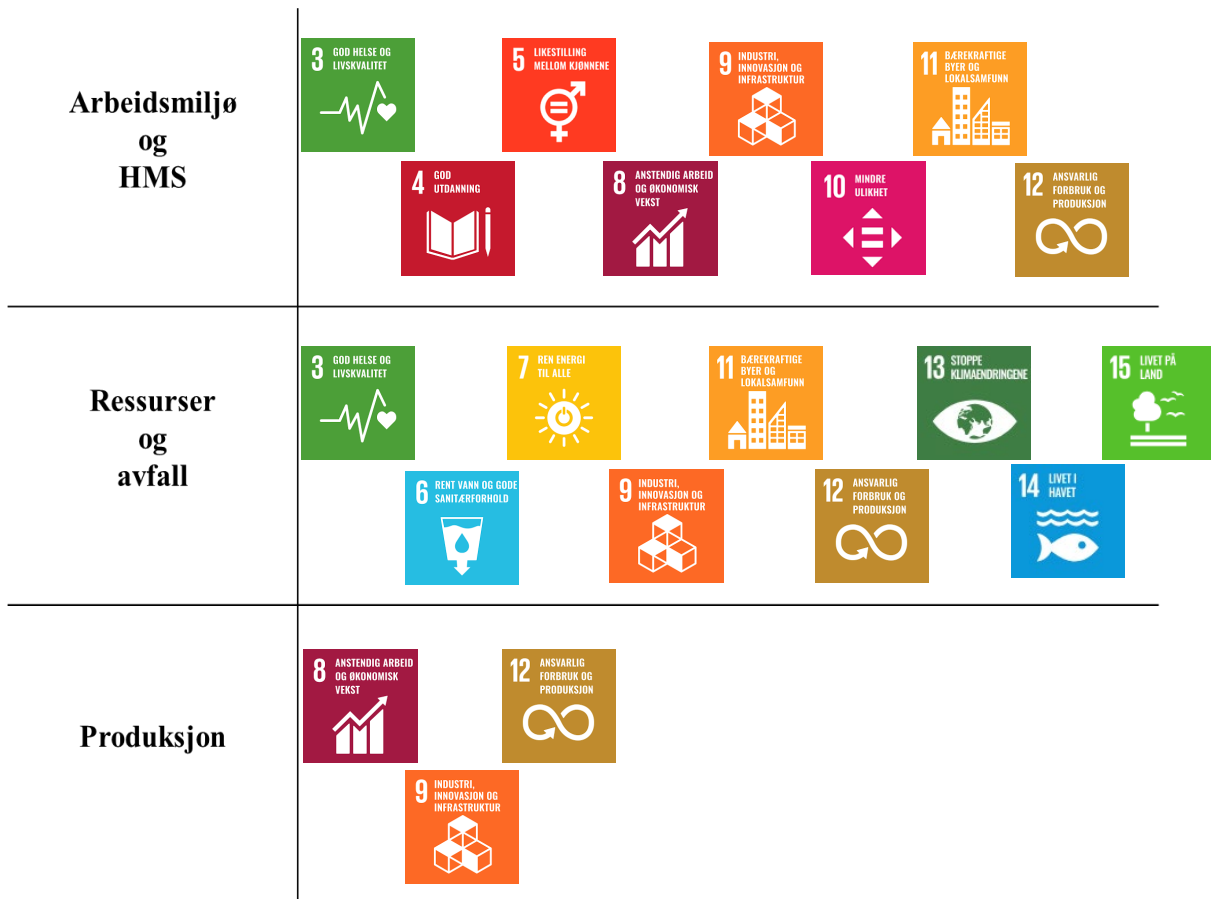 Arbeidsmiljø
og
HMS
3 GOD HELSE OG
LIVSKVALITET
4 GOD
UTDANNING
5 LIKESTILLING
MELLOM KJØNNENE
8 ANSTENDIG ARBEID
OG ØKONOMISK
VEKST
9 INDUSTRI,
INNOVASJON OG
INFRASTRUKTUR
10 MINDRE
ULIKHET
11 BÆREKRAFTIGE
BYER OG
LOKALSAMFUNN
12 ANSVARLIG
FORBRUK OG
PRODUKSJON
Ressurser
og
avfall
3 GOD HELSE OG
LIVSKVALITET
6 RENT VANN OG GODE
SANITÆRFORHOLD
7 REN ENERGI
TIL ALLE
9 INDUSTRI,
INNOVASJON OG
INFRASTRUKTUR
11 BÆREKRAFTIGE
BYER OG
LOKALSAMFUNN
12 ANSVARLIG
FORBRUK OG
PRODUKSJON
13 STOPPE
KLIMAENDRINGENE
14 LIVET I
HAVET
15 LIVET PÅ
LAND
Produksjon
8 ANSTENDIG ARBEID
OG ØKONOMISK
VEKST
9 INDUSTRI,
INNOVASJON OG
INFRASTRUKTUR
12 ANSVARLIG
FORBRUK OG
PRODUKSJON